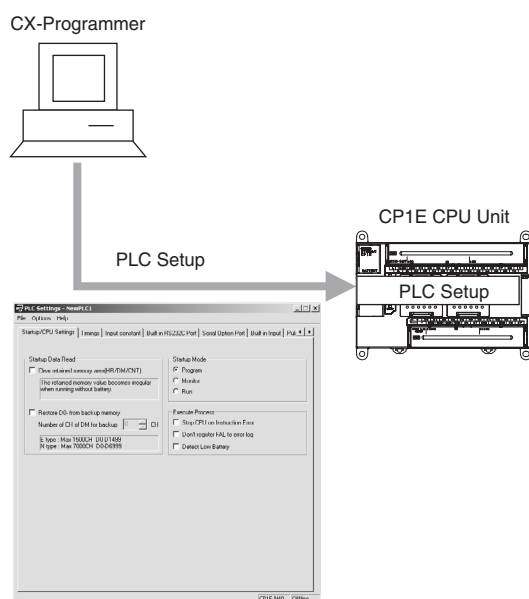 CX-Programmer
CP1E CPU Unit
PLC Setup
PLC Setup
PLC Settings - NewPLC1
File Options Help
Startup/CPU Settings Timings Input constant Built in RS232C Port Serial Option Port Built in Input
Startup Data Read
Clear retained memory area(HR/DM/CNT)
The retained memory value becomes irregular
when running without battery.
Restore D0- from backup memory
Number of CH of DM for backup 0 CH
E type : Max 1500CH D0-D1499
N type : Max 7000CH D0-D6999
Startup Mode
Program
Monitor
Run
Execute Process
Stop CPU on Instruction Error
Don't register FAL to error log
Detect Low Battery
Offline